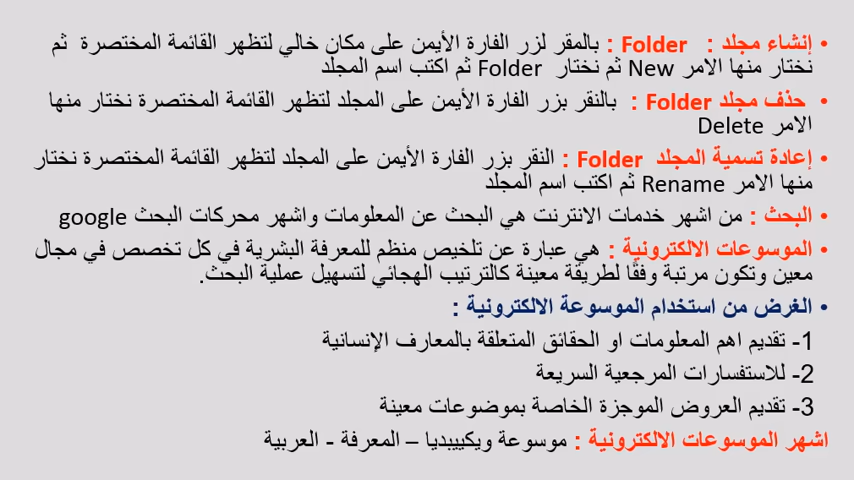 • إنشاء مجلد : Folder : بالمقر لزر الفارة الأيمن على مكان خالي لتظهر القائمة المختصرة ثم
نختار منها الامر New ثم نختار Folder ثم اكتب اسم المجلد
• حذف مجلد Folder : بالنقر بزر الفارة الأيمن على المجلد لتظهر القائمة المختصرة نختار منها
الامر Delete
• إعادة تسمية المجلد Folder : النقر بزر الفارة الأيمن على المجلد لتظهر القائمة المختصرة نختار
منها الامر Rename ثم اكتب اسم المجلد
• البحث : من اشهر خدمات الانترنت هي البحث عن المعلومات واشهر محركات البحث google
• الموسوعات الالكترونية : هي عبارة عن تلخيص منظم للمعرفة البشرية في كل تخصص في مجال
معين وتكون مرتبة وفقًا لطريقة معينة كالترتيب الهجائي لتسهيل عملية البحث.
• الغرض من استخدام الموسوعة الالكترونية :
1- تقديم اهم المعلومات او الحقائق المتعلقة بالمعارف الإنسانية
2- للاستفسارات المرجعية السريعة
3- تقديم العروض الموجزة الخاصة بموضوعات معينة
اشهر الموسوعات الالكترونية : موسوعة ويكييبديا – المعرفة - العربية